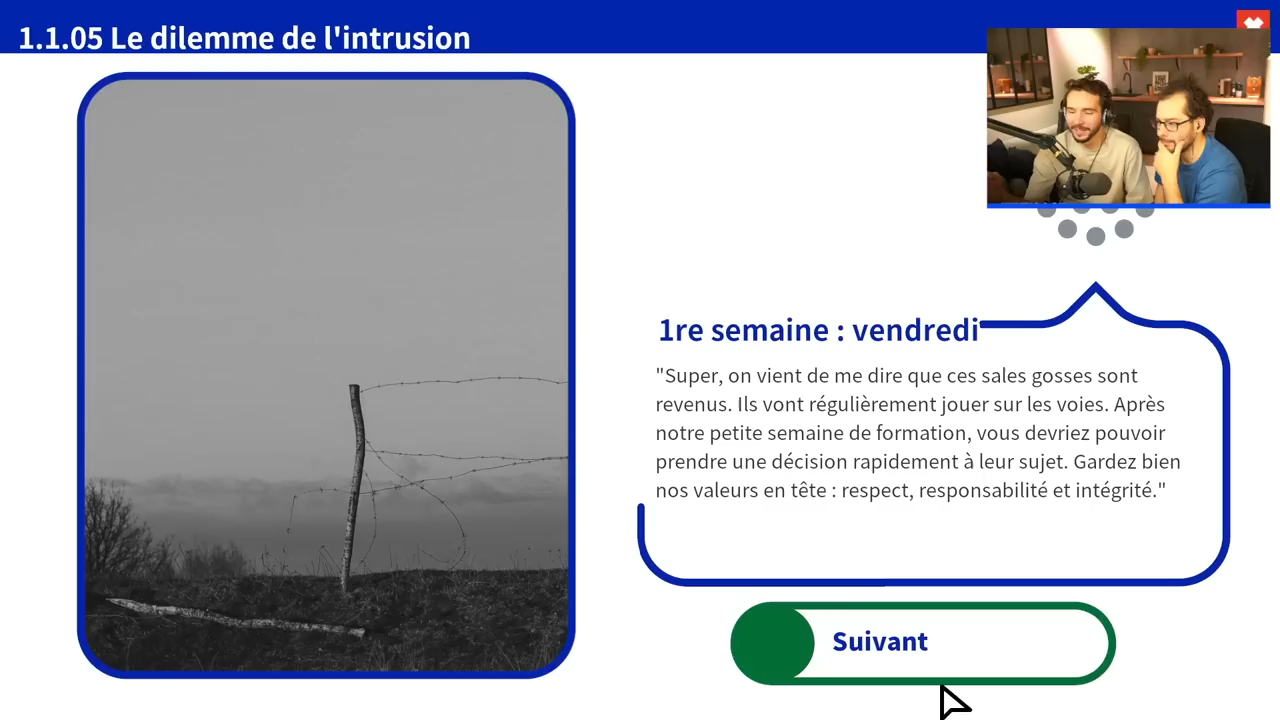 1.1.05 Le dilemme de l'intrusion
1re semaine : vendredi
"Super, on vient de me dire que ces sales gosses sont
revenus. Ils vont régulièrement jouer sur les voies. Après
notre petite semaine de formation, vous devriez pouvoir
prendre une décision rapidement à leur sujet. Gardez bien
nos valeurs en tête : respect, responsabilité et intégrité."
Suivant